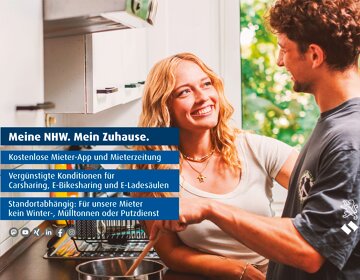 Meine NHW. Mein Zuhause.
Kostenlose Mieter-App und Mieterzeitung
Vergünstigte Konditionen für
Carsharing, E-Bikesharing und E-Ladesäulen
Standortabhängig: Für unsere Mieter
kein Winter-, Mülltonnen oder Putzdienst